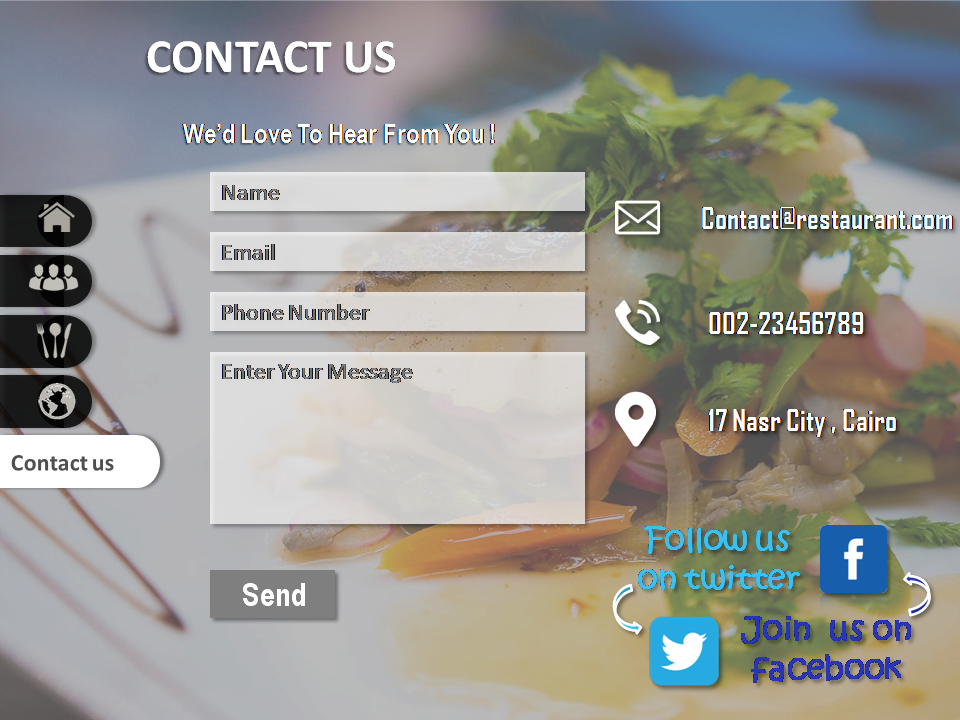 CONTACT US
We'd Love To Hear From You !
Name
Email
Phone Number
Enter Your Message
Send
Contact us
Contact@restaurant.com
002-23456789
17 Nasr City , Cairo
Follow us
on twitter
f
Join us on
facebook